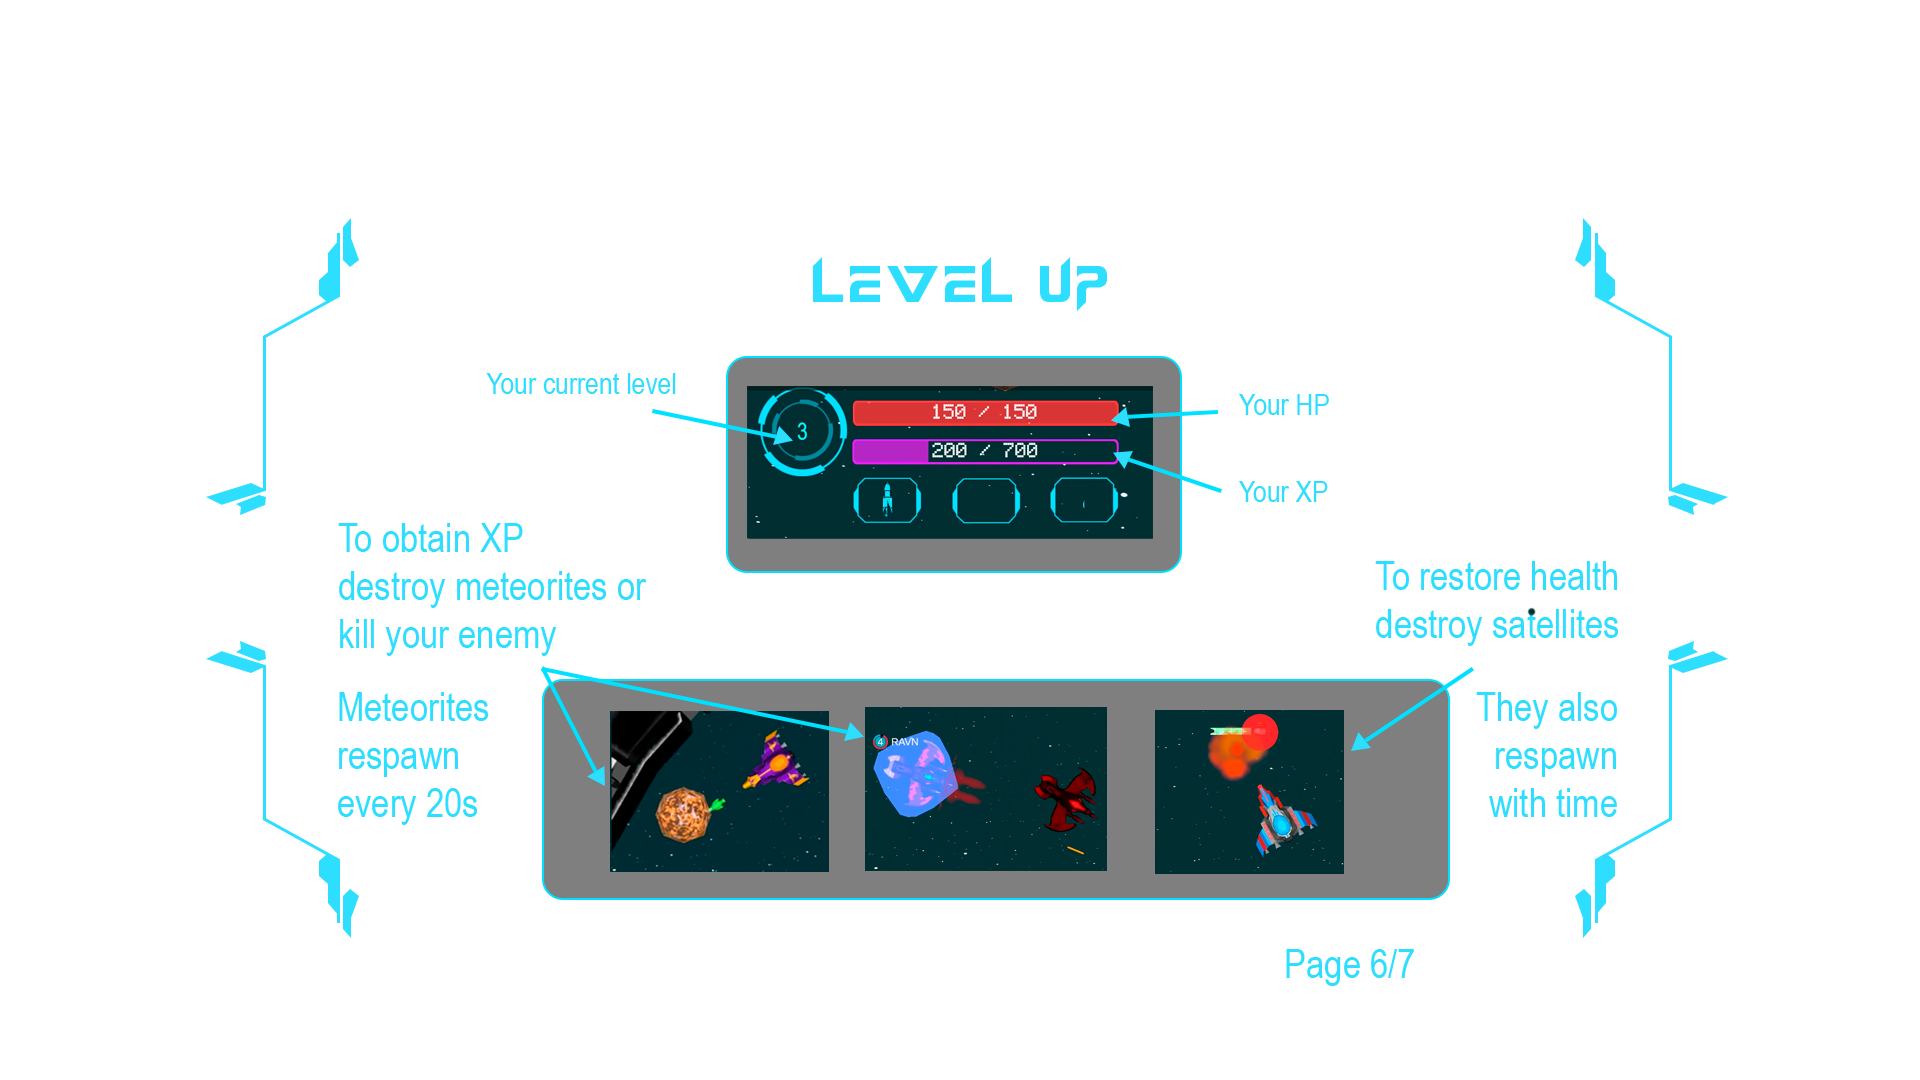 LEVEL UP
Your current level
3
150 / 150
200 / 700
Your HP
Your XP
To obtain XP
destroy meteorites or
kill your enemy
Meteorites
respawn
every 20s
4 RAVN
To restore health
destroy satellites
They also
respawn
with time
Page 6/7